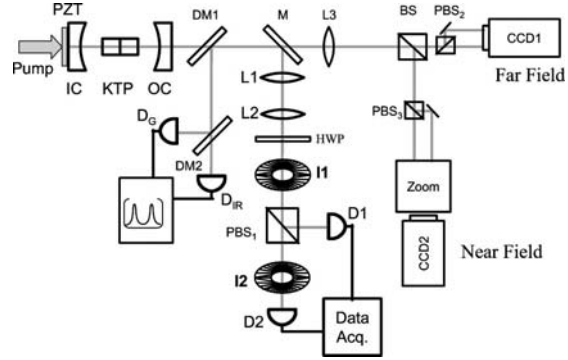 PZT
DM1
M
L3
BS
PBS2
CCD1
Pump
IC
KTP
OC
L1
Far Field
L2
DG
PBS3
HWP
DM2
I1
Zoom
DIR
D1
PBS1
CCD2
Near Field
I2
D2
Data
Acq.